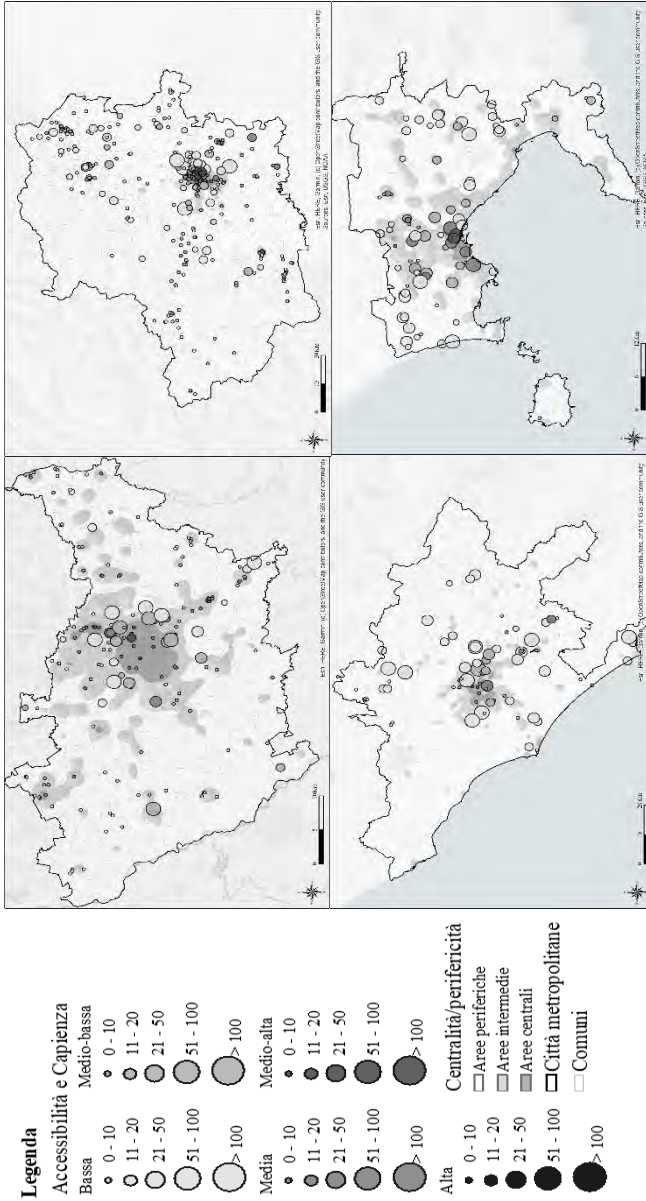 Legenda
Accessibilità e Capienza
Bassa
0 - 10
11 - 20
21 - 50
51 - 100
> 100
Medio-bassa
0 - 10
11 - 20
21 - 50
51 - 100
> 100
Media
0 - 10
11 - 20
21 - 50
51 - 100
> 100
Medio-alta
0 - 10
11 - 20
21 - 50
51 - 100
> 100
Alta
0 - 10
11 - 20
21 - 50
51 - 100
> 100
Centralità/perifericità
Aree periferiche
Aree intermedie
Aree centrali
Città metropolitane
Comuni